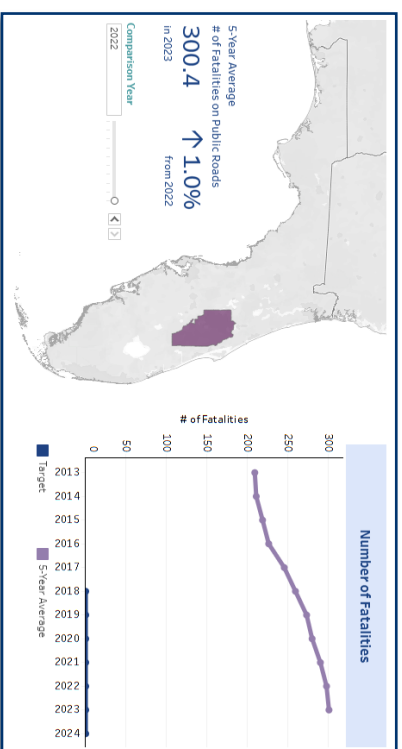 5-Year Average
# of Fatalities on Public Roads
300.4
in 2023
↑ 1.0%
from 2022
Comparison Year
2022
Number of Fatalities
# of Fatalities
300
250
200
150
100
50
0
2013
2014
2015
2016
2017
2018
2019
2020
2021
2022
2023
2024
Target
5-Year Average